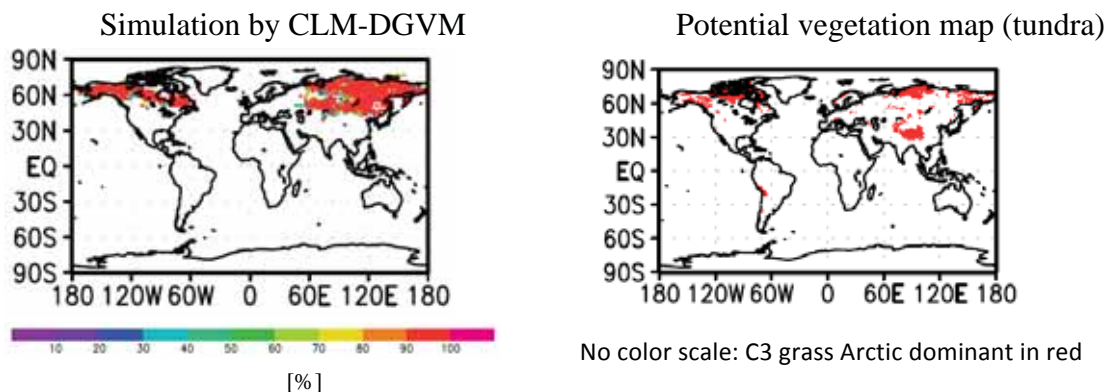 Simulation by CLM-DGVM
Potential vegetation map (tundra)
90N
60N
30N
EQ
30S
60S
90S
180 120W 60W 0 60E 120E 180
90N
60N
30N
EQ
30S
60S
90S
180 120W 60W 0 60E 120E 180
10 20 30 40 50 60 70 80 90 100
[%]
No color scale: C3 grass Arctic dominant in red